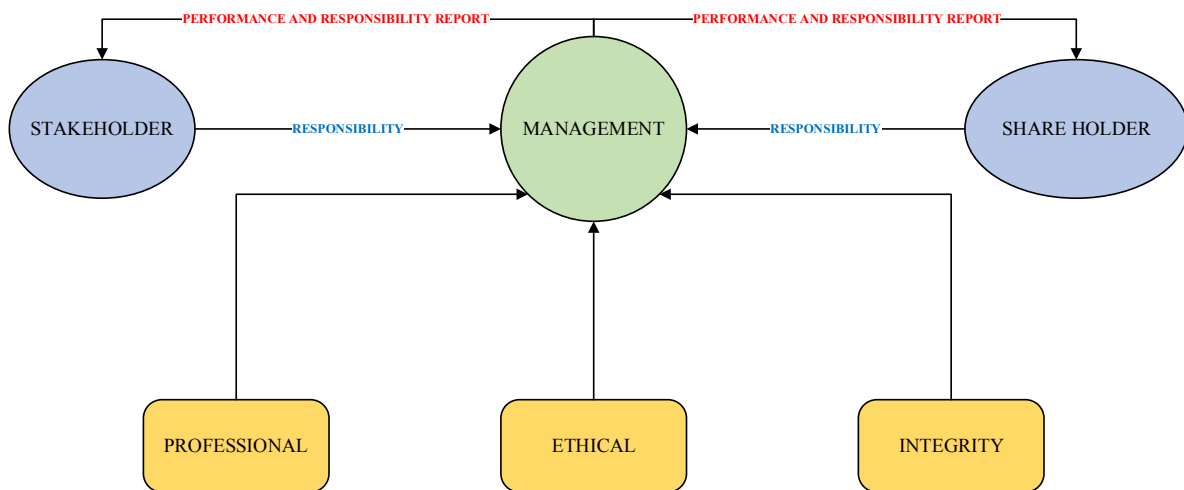 PERFORMANCE AND RESPONSIBILITY REPORT
PERFORMANCE AND RESPONSIBILITY REPORT
STAKEHOLDER
RESPONSIBILITY
MANAGEMENT
RESPONSIBILITY
SHARE HOLDER
PROFESSIONAL
ETHICAL
INTEGRITY